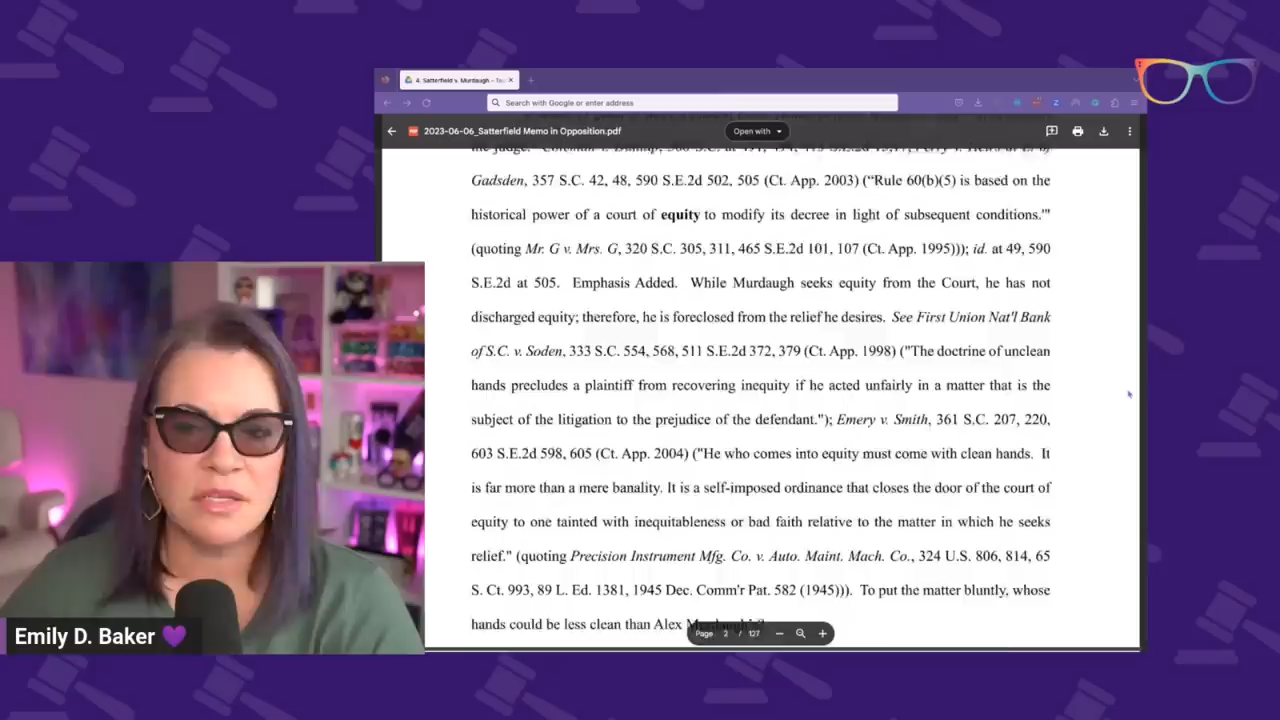 4. Satterfield v. Murdaugh – Tou
Search with Google or enter address
2023-06-06_Satterfield Memo in Opposition.pdf
Open with
the judge."
Gadsden, 357 S.C. 42, 48, 590 S.E.2d 502, 505 (Ct. App. 2003) ("Rule 60(b)(5) is based on the
historical power of a court of equity to modify its decree in light of subsequent conditions.'"
(quoting Mr. G v. Mrs. G, 320 S.C. 305, 311, 465 S.E.2d 101, 107 (Ct. App. 1995))); id. at 49, 590
S.E.2d at 505. Emphasis Added. While Murdaugh seeks equity from the Court, he has not
discharged equity; therefore, he is foreclosed from the relief he desires. See First Union Nat'l Bank
of S.C. v. Soden, 333 S.C. 554, 568, 511 S.E.2d 372, 379 (Ct. App. 1998) ("The doctrine of unclean
hands precludes a plaintiff from recovering inequity if he acted unfairly in a matter that is the
subject of the litigation to the prejudice of the defendant."); Emery v. Smith, 361 S.C. 207, 220,
603 S.E.2d 598, 605 (Ct. App. 2004) ("He who comes into equity must come with clean hands. It
is far more than a mere banality. It is a self-imposed ordinance that closes the door of the court of
equity to one tainted with inequitableness or bad faith relative to the matter in which he seeks
relief." (quoting Precision Instrument Mfg. Co. v. Auto. Maint. Mach. Co., 324 U.S. 806, 814, 65
S. Ct. 993, 89 L. Ed. 1381, 1945 Dec. Comm'r Pat. 582 (1945))). To put the matter bluntly, whose
hands could be less clean than Alex
Page 2 / 127
Emily D. Baker 💜